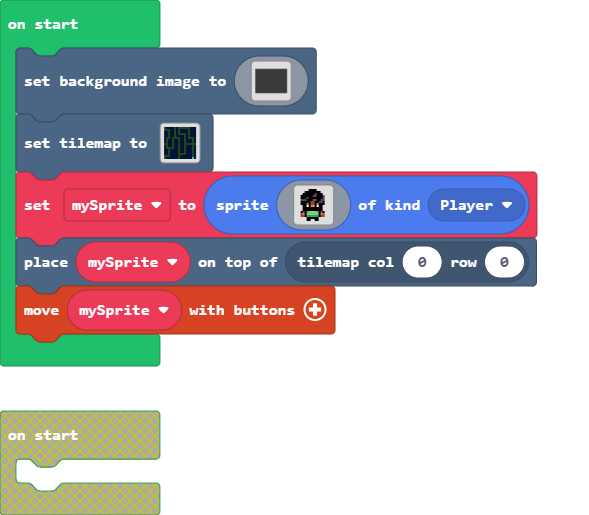 on start
set background image to
set tilemap to
set mySprite to sprite of kind Player
place mySprite on top of tilemap col 0 row 0
move mySprite with buttons
on start